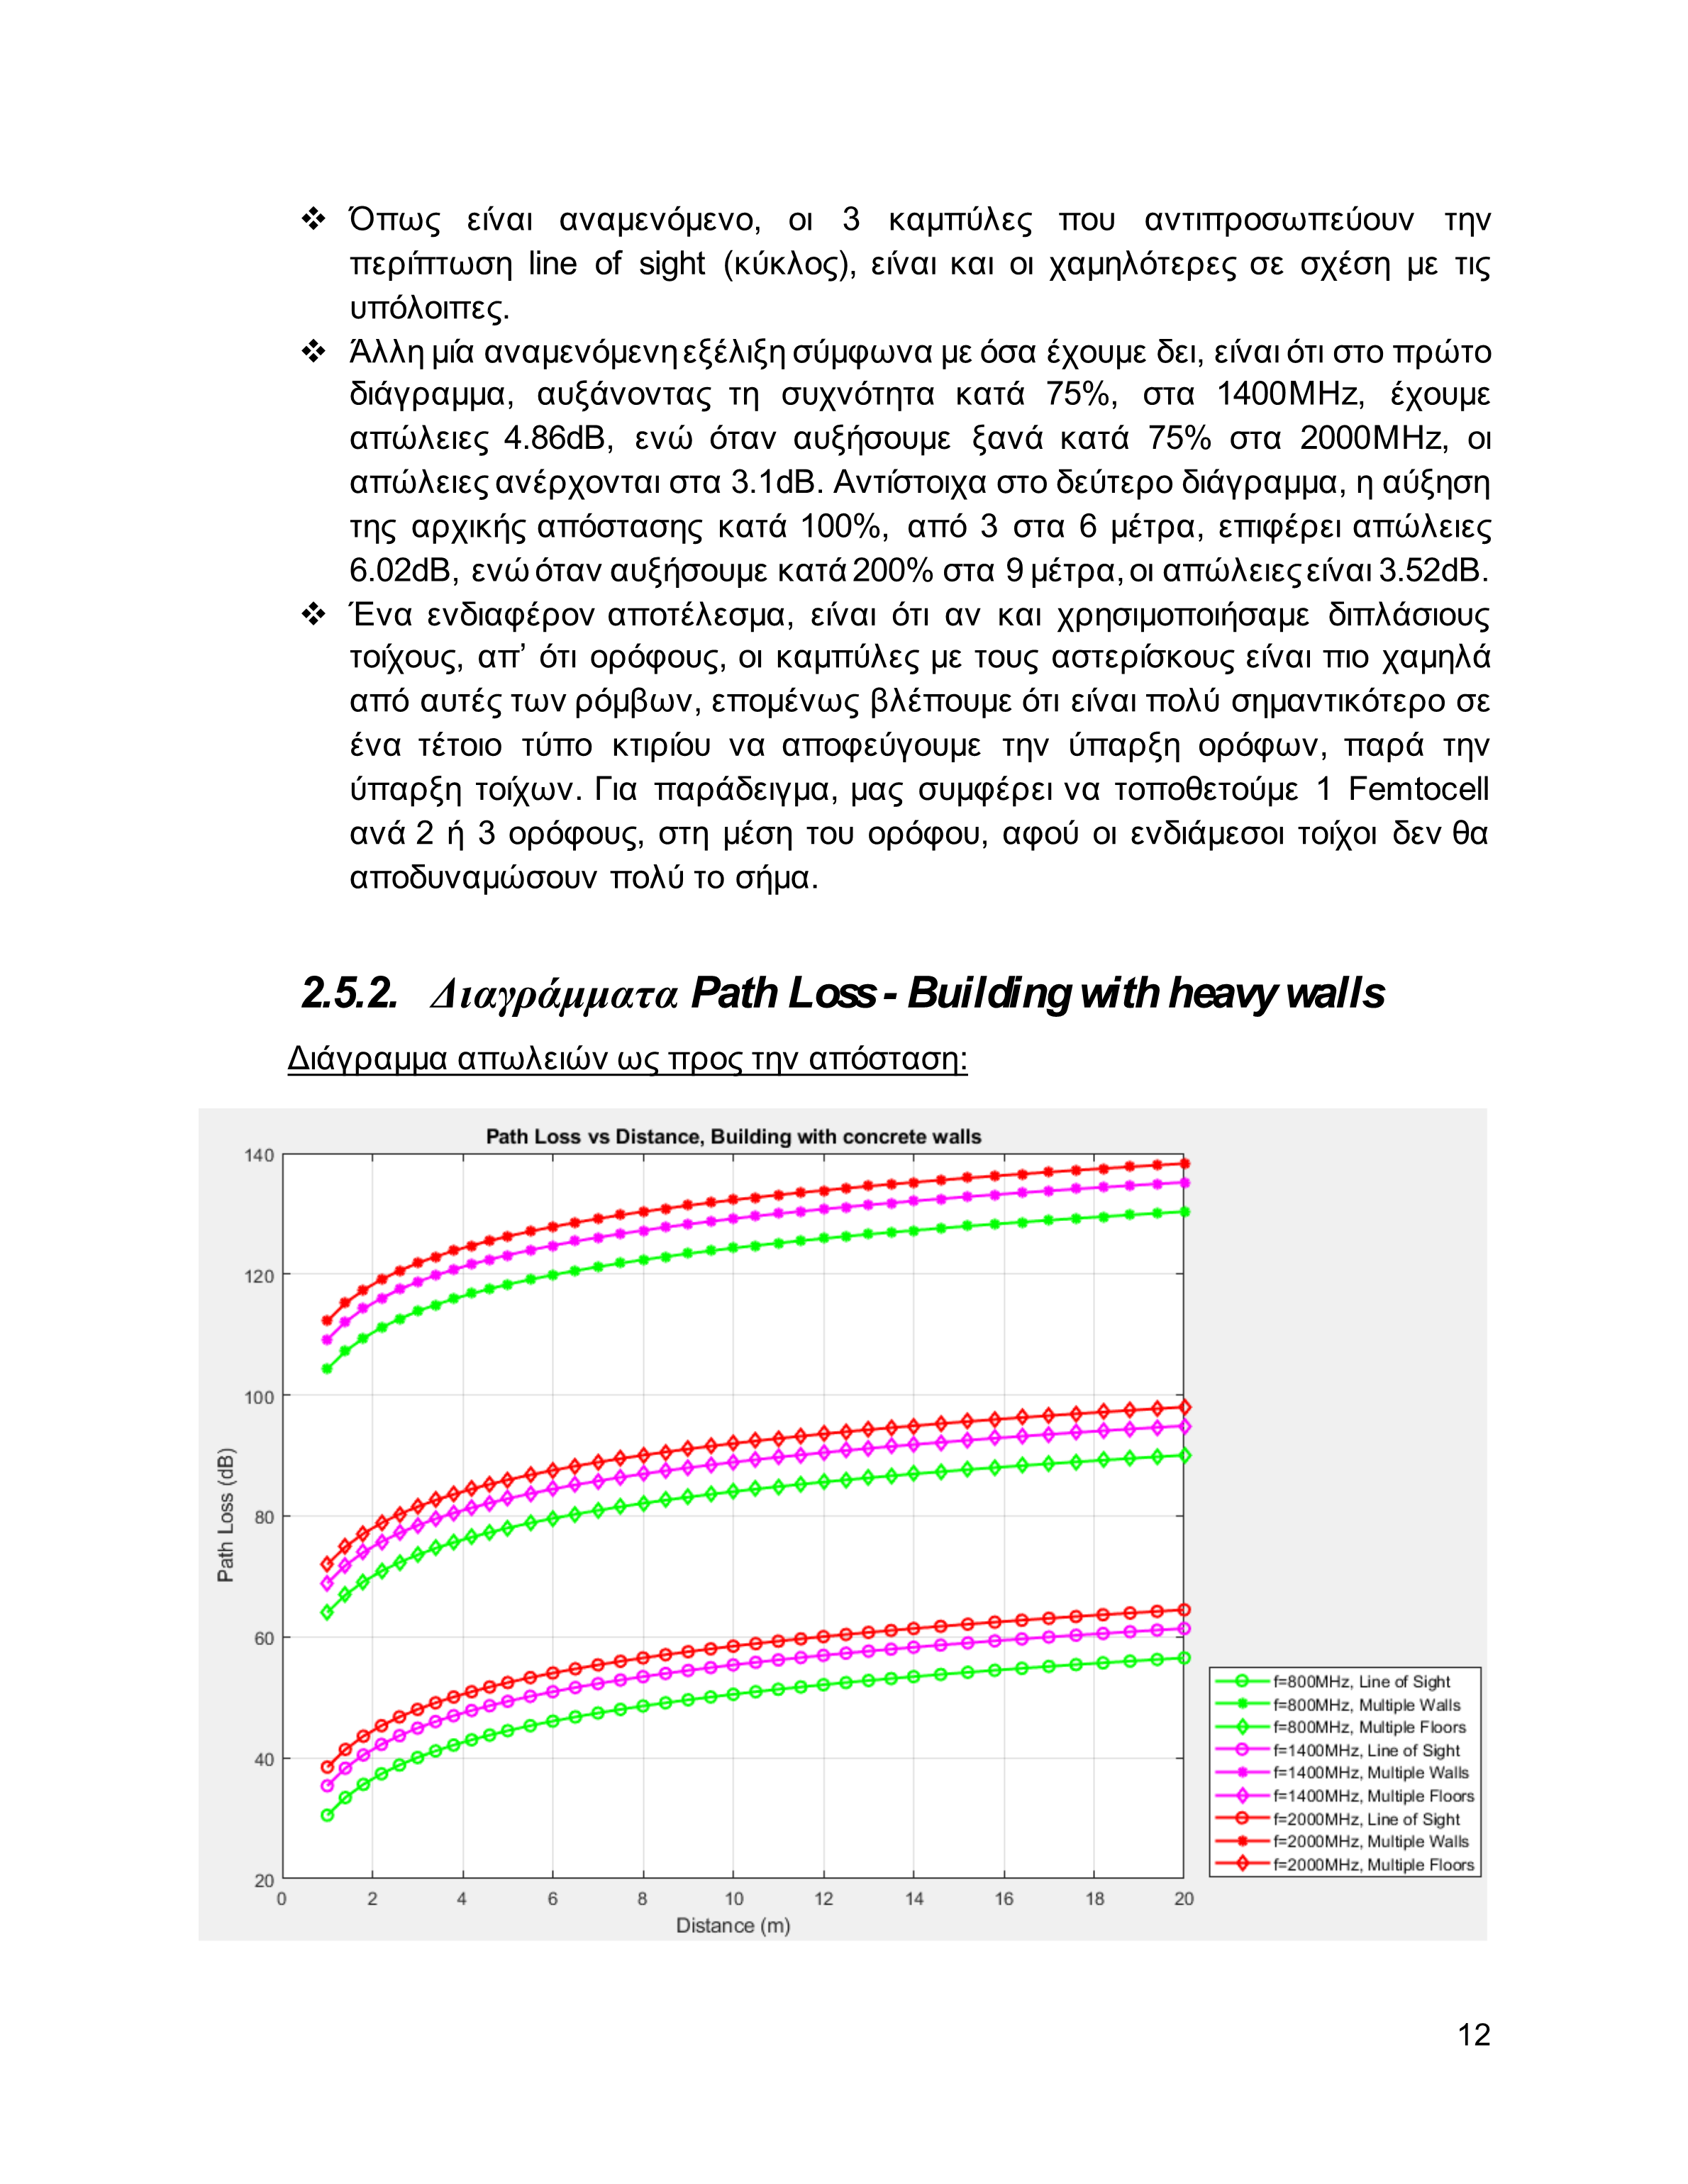 ❖ Όπως είναι αναμενόμενο, οι 3 καμπύλες που αντιπροσωπεύουν την
περίπτωση line of sight (κύκλος), είναι και οι χαμηλότερες σε σχέση με τις
υπόλοιπες.
❖ Άλλη μία αναμενόμενη εξέλιξη σύμφωνα με όσα έχουμε δει, είναι ότι στο πρώτο
διάγραμμα, αυξάνοντας τη συχνότητα κατά 75%, στα 1400MHz, έχουμε
απώλειες 4.86dB, ενώ όταν αυξήσουμε ξανά κατά 75% στα 2000MHz, οι
απώλειες ανέρχονται στα 3.1dB. Αντίστοιχα στο δεύτερο διάγραμμα, η αύξηση
της αρχικής απόστασης κατά 100%, από 3 στα 6 μέτρα, επιφέρει απώλειες
6.02dB, ενώ όταν αυξήσουμε κατά 200% στα 9 μέτρα, οι απώλειες είναι 3.52dB.
❖ Ένα ενδιαφέρον αποτέλεσμα, είναι ότι αν και χρησιμοποιήσαμε διπλάσιους
τοίχους, απ’ ότι ορόφους, οι καμπύλες με τους αστερίσκους είναι πιο χαμηλά
από αυτές των ρόμβων, επομένως βλέπουμε ότι είναι πολύ σημαντικότερο σε
ένα τέτοιο τύπο κτιρίου να αποφεύγουμε την ύπαρξη ορόφων, παρά την
ύπαρξη τοίχων. Για παράδειγμα, μας συμφέρει να τοποθετούμε 1 Femtocell
ανά 2 ή 3 ορόφους, στη μέση του ορόφου, αφού οι ενδιάμεσοι τοίχοι δεν θα
αποδυναμώσουν πολύ το σήμα.
2.5.2. Διαγράμματα Path Loss - Building with heavy walls
Διάγραμμα απωλειών ως προς την απόσταση:
Path Loss vs Distance, Building with concrete walls
140
120
100
80
60
40
20
Path Loss (dB)
0 2 4 6 8 10 12 14 16 18 20
Distance (m)
f=800MHz, Line of Sight
f=800MHz, Multiple Walls
f=800MHz, Multiple Floors
f=1400MHz, Line of Sight
f=1400MHz, Multiple Walls
f=1400MHz, Multiple Floors
f=2000MHz, Line of Sight
f=2000MHz, Multiple Walls
f=2000MHz, Multiple Floors
12